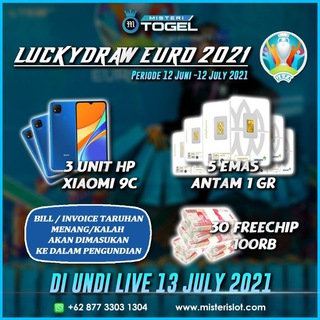 MISTERI
TOGEL
LUCKYDRAW EURO 2021
PERIODE 12 JUNI -12 JULY 2021
3 UNIT HP
XIAOMI 9C
5 EMAS
ANTAM 1 GR
BILL / INVOICE TARUHAN
MENANG/KALAH
AKAN DIMASUKAN
KE DALAM PENGUNDIAN
30 FREECHIP
100RB
DI UNDI LIVE 13 JULY 2021
+62 877 3303 1304
www.misterislot.com